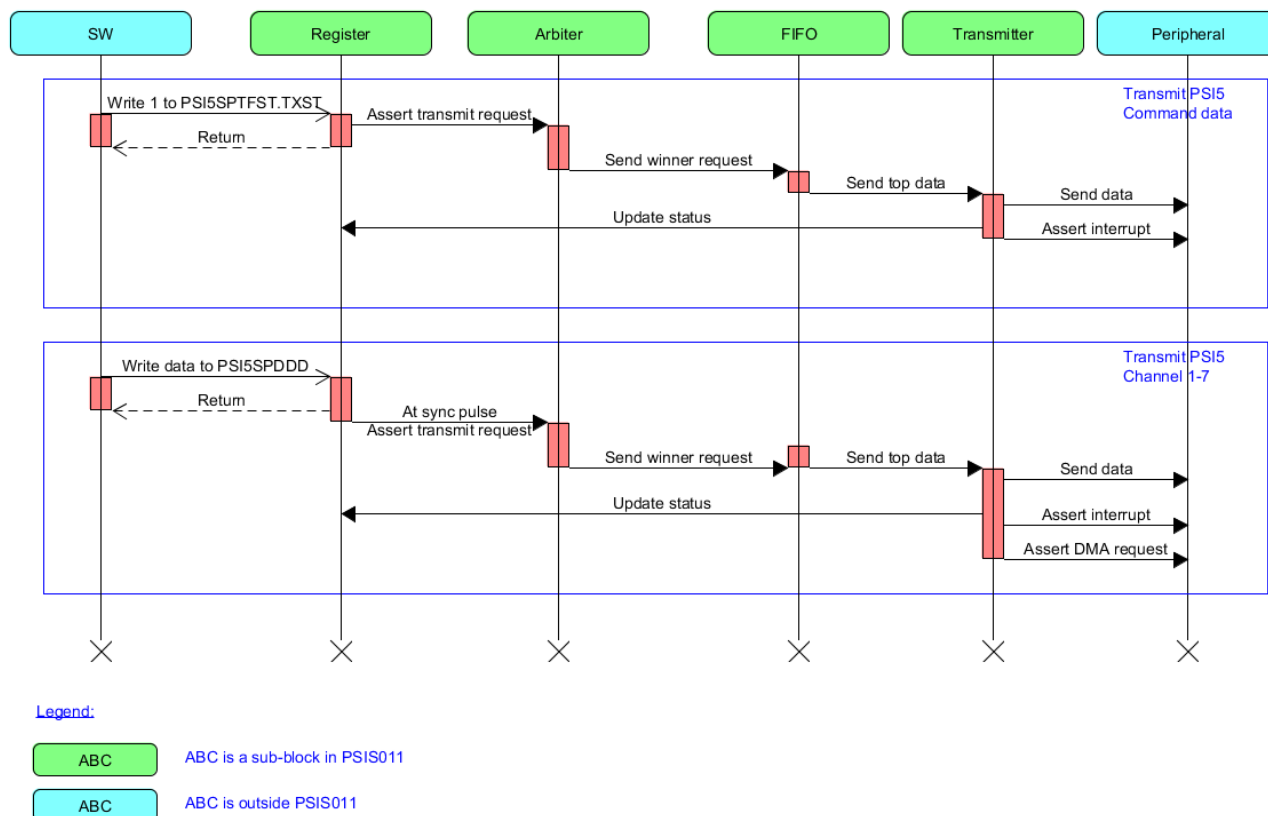 SW
Register
Arbiter
FIFO
Transmitter
Peripheral
Transmit PSI5
Command data
Write 1 to PSI5SPTFST.TXST
Assert transmit request
Return
Send winner request
Send top data
Send data
Update status
Assert interrupt
Transmit PSI5
Channel 1-7
Write data to PSI5SPDDD
Return
At sync pulse
Assert transmit request
Send winner request
Send top data
Send data
Update status
Assert interrupt
Assert DMA request
Legend:
ABC
ABC is a sub-block in PSIS011
ABC
ABC is outside PSIS011